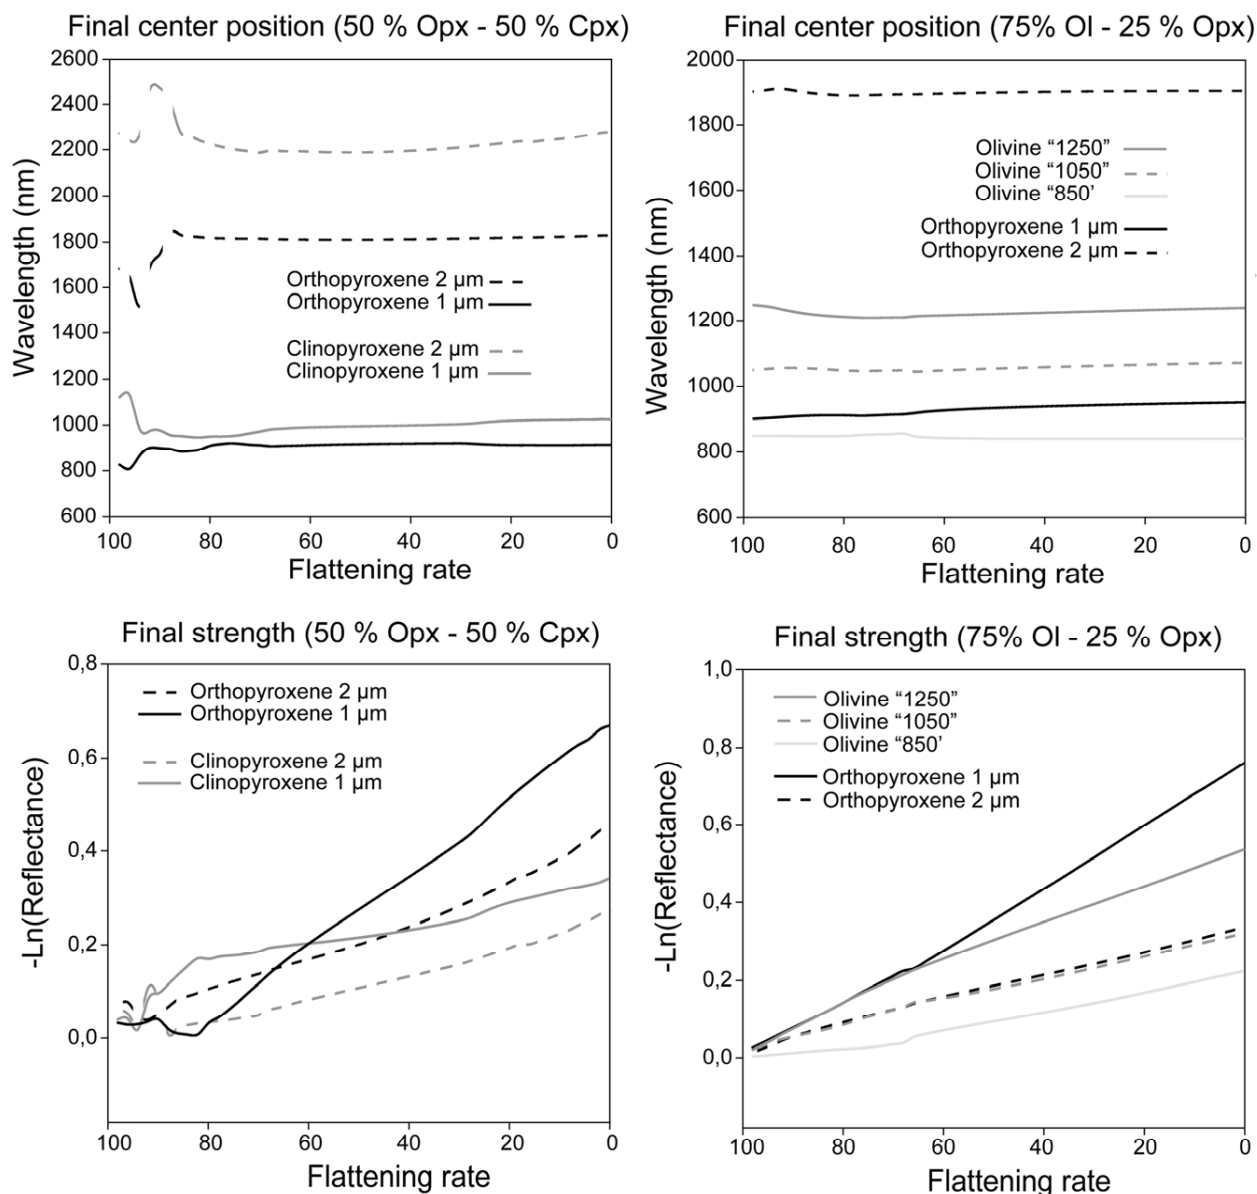 Final center position (50 % Opx - 50 % Cpx)
2600
2400
2200
2000
1800
1600
1400
1200
1000
800
600
Wavelength (nm)
Orthopyroxene 2 µm
Orthopyroxene 1 µm
Clinopyroxene 2 µm
Clinopyroxene 1 µm
100 80 60 40 20 0
Flattening rate
Final center position (75% Ol - 25 % Opx)
2000
1800
1600
1400
1200
1000
800
600
Wavelength (nm)
Olivine “1250”
Olivine “1050”
Olivine “850’
Orthopyroxene 1 µm
Orthopyroxene 2 µm
100 80 60 40 20 0
Flattening rate
Final strength (50 % Opx - 50 % Cpx)
0,8
0,6
0,4
0,2
0,0
-Ln(Reflectance)
Orthopyroxene 2 µm
Orthopyroxene 1 µm
Clinopyroxene 2 µm
Clinopyroxene 1 µm
100 80 60 40 20 0
Flattening rate
Final strength (75% Ol - 25 % Opx)
1,0
0,8
0,6
0,4
0,2
0,0
-Ln(Reflectance)
Olivine “1250”
Olivine “1050”
Olivine “850’
Orthopyroxene 1 µm
Orthopyroxene 2 µm
100 80 60 40 20 0
Flattening rate